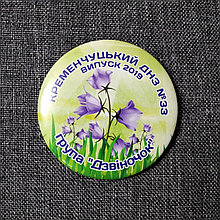 КРЕМЕНЧУЦЬКИЙ ДНЗ №33
ВИПУСК 2019
Група "Дзвіночок"